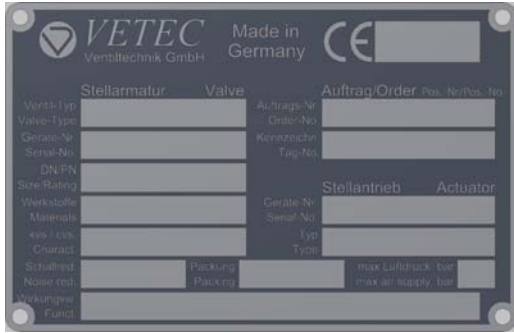 VETEC
Ventiltechnik GmbH
Made in
Germany
CE
Stellarmatur Valve
Ventil-Typ
Valve-Type
Geräte-Nr
Serial-No.
DN/PN
Size/Rating
Werkstoffe
Materials
kvs / cvs.
Charact.
Schallred.
Noise red.
Packung
Packing
Wirkungsw.
Funct.
Auftrag/Order Pos. Nr/Pos. No.
Auftrags-Nr
Order-No.
Kennzeichn.
Tag-No.
Stellantrieb Actuator
Geräte-Nr
Serial-No.
Typ
Type
max Luftdruck bar
max air supply bar